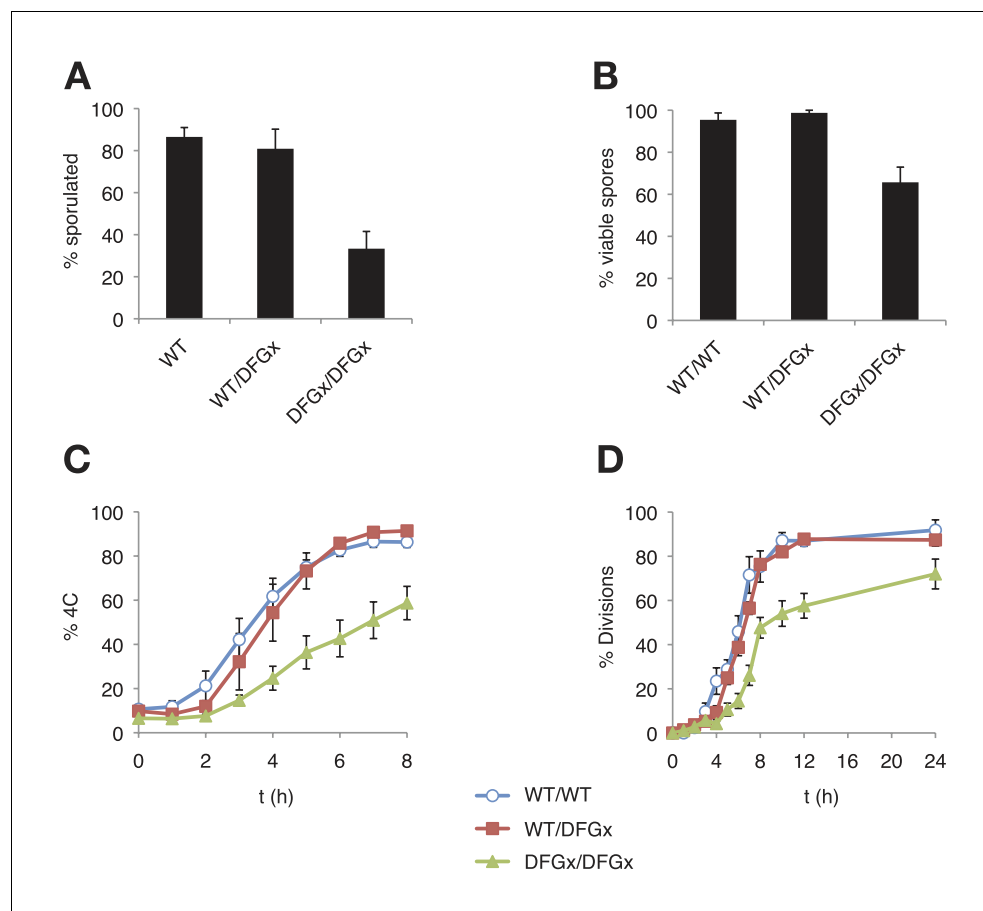 A
% sporulated
100
80
60
40
20
0
WT
WT/DFGx
DFGx/DFGx
B
% viable spores
100
80
60
40
20
0
WT/WT
WT/DFGx
DFGx/DFGx
C
% 4C
100
80
60
40
20
0
0 2 4 6 8
t (h)
D
% Divisions
100
80
60
40
20
0
0 4 8 12 16 20 24
t (h)
WT/WT
WT/DFGx
DFGx/DFGx